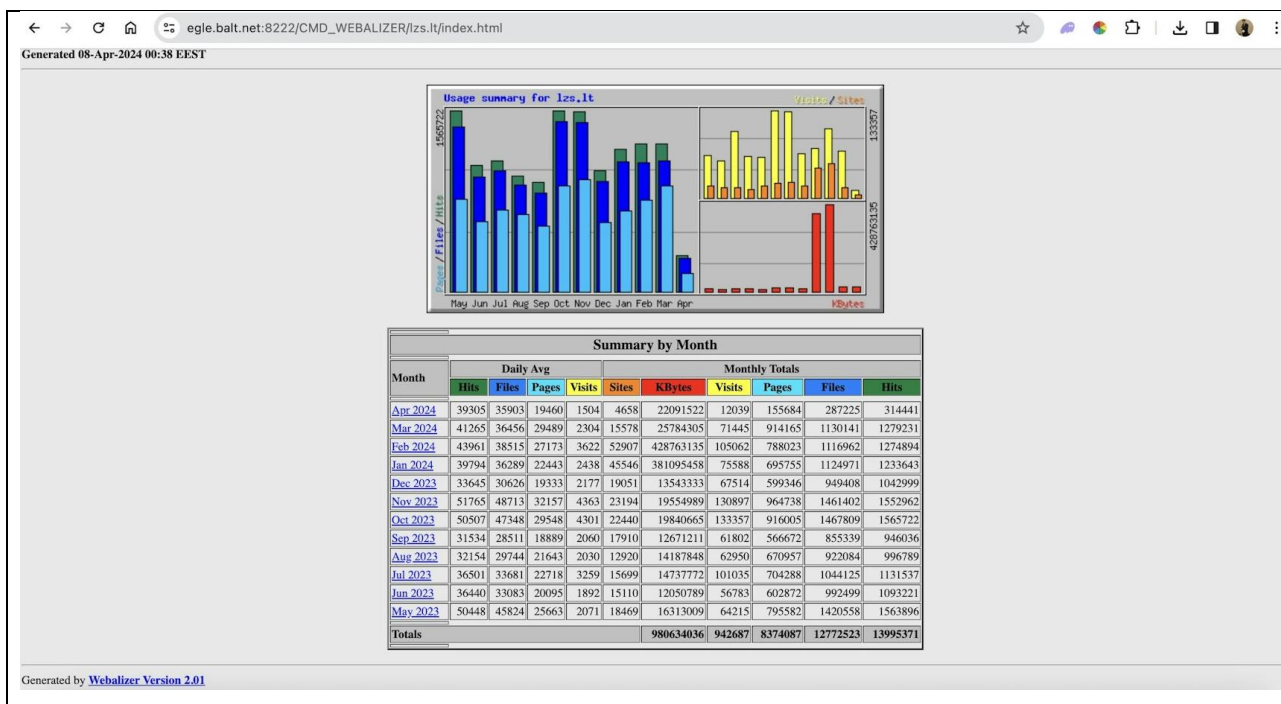 egle.balt.net:8222/CMD_WEBALIZER/lzs.lt/index.html
Generated 08-Apr-2024 00:38 EEST
Usage summary for lzs.lt
Visits / Sites
1565722
133357
Pages / Files / Hits
428763135
May Jun Jul Aug Sep Oct Nov Dec Jan Feb Mar Apr
KBytes
Summary by Month
Month Daily Avg Monthly Totals
Hits Files Pages Visits Sites KBytes Visits Pages Files Hits
Apr 2024 39305 35903 19460 1504 4658 22091522 12039 155684 287225 314441
Mar 2024 41265 36456 29489 2304 15578 25784305 71445 914165 1130141 1279231
Feb 2024 43961 38515 27173 3622 52907 428763135 105062 788023 1116962 1274894
Jan 2024 39794 36289 22443 2438 45546 381095458 75588 695755 1124971 1233643
Dec 2023 33645 30626 19333 2177 19051 13543333 67514 599346 949408 1042999
Nov 2023 51765 48713 32157 4363 23194 19554989 130897 964738 1461402 1552962
Oct 2023 50507 47348 29548 4301 22440 19840665 133357 916005 1467809 1565722
Sep 2023 31534 28511 18889 2060 17910 12671211 61802 566672 855339 946036
Aug 2023 32154 29744 21643 2030 12920 14187848 62950 670957 922084 996789
Jul 2023 36501 33681 22718 3259 15699 14737772 101035 704288 1044125 1131537
Jun 2023 36440 33083 20095 1892 15110 12050789 56783 602872 992499 1093221
May 2023 50448 45824 25663 2071 18469 16313009 64215 795582 1420558 1563896
Totals 980634036 942687 8374087 12772523 13995371
Generated by Webalizer Version 2.01